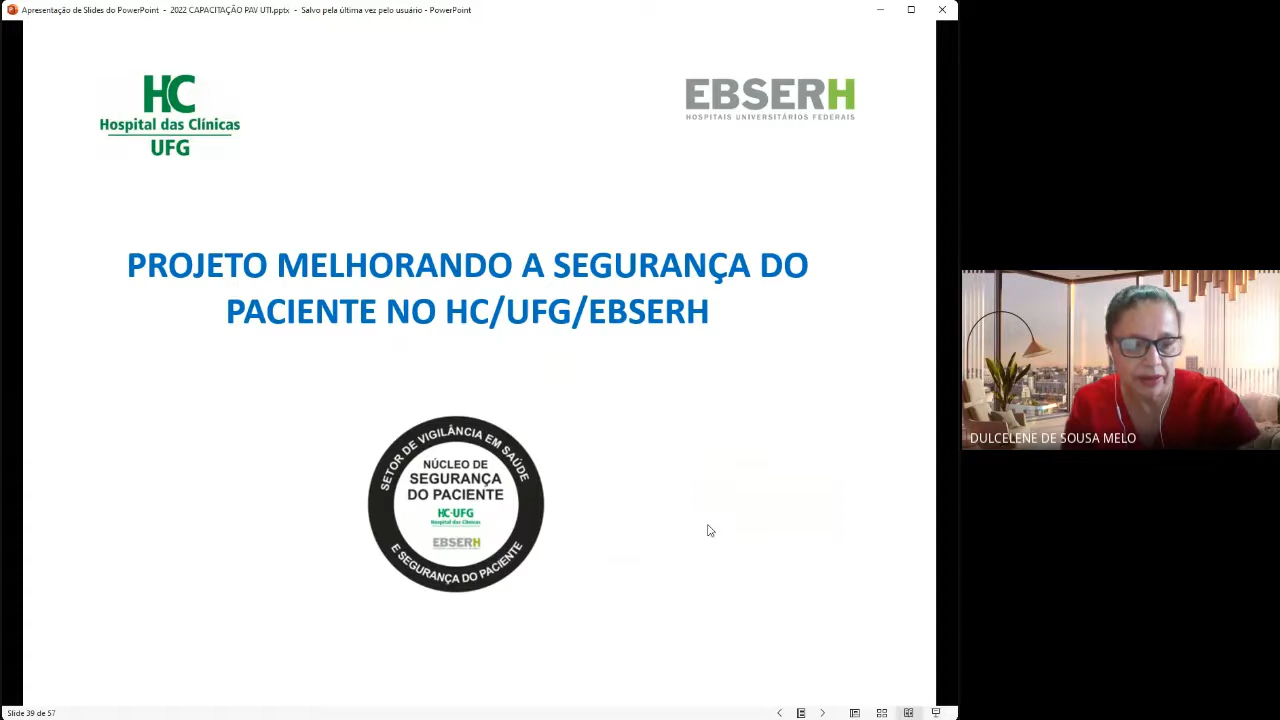 Apresentação de Slides do PowerPoint - 2022 CAPACITAÇÃO PAV UTI.pptx - Salvo pela última vez pelo usuário - PowerPoint
HC
Hospital das Clínicas
UFG
EBSERH
HOSPITAIS UNIVERSITÁRIOS FEDERAIS
PROJETO MELHORANDO A SEGURANÇA DO
PACIENTE NO HC/UFG/EBSERH
SETOR DE VIGILÂNCIA EM SAÚDE
NÚCLEO DE
SEGURANÇA
DO PACIENTE
HC-UFG
Hospital das Clínicas
EBSERH
E SEGURANÇA DO PACIENTE
DULCELENE DE SOUSA MELO
Slide 39 de 57